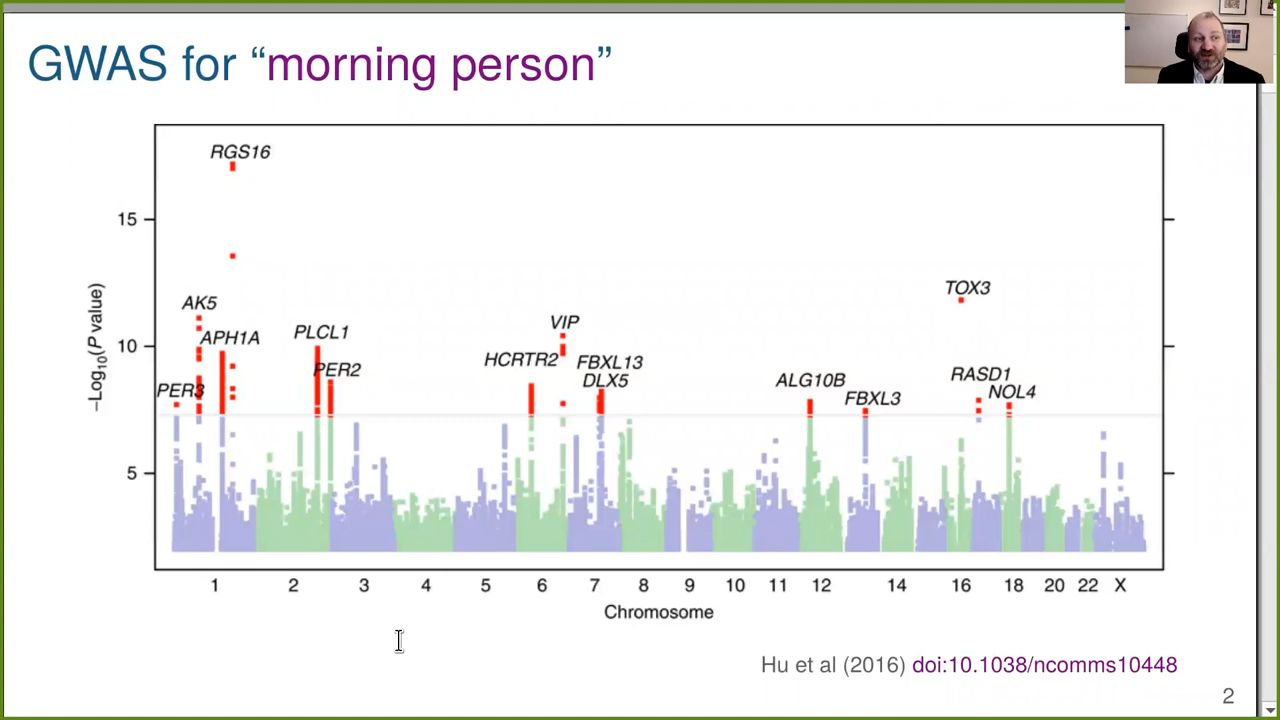 GWAS for “morning person”
RGS16
15
AK5
TOX3
APH1A
PLCL1
VIP
10
HCRTR2
FBXL13
PER2
DLX5
ALG10B
RASD1
PER3
FBXL3
NOL4
5
−Log10(P value)
1 2 3 4 5 6 7 8 9 10 11 12 14 16 18 20 22 X
Chromosome
Hu et al (2016) doi:10.1038/ncomms10448
2